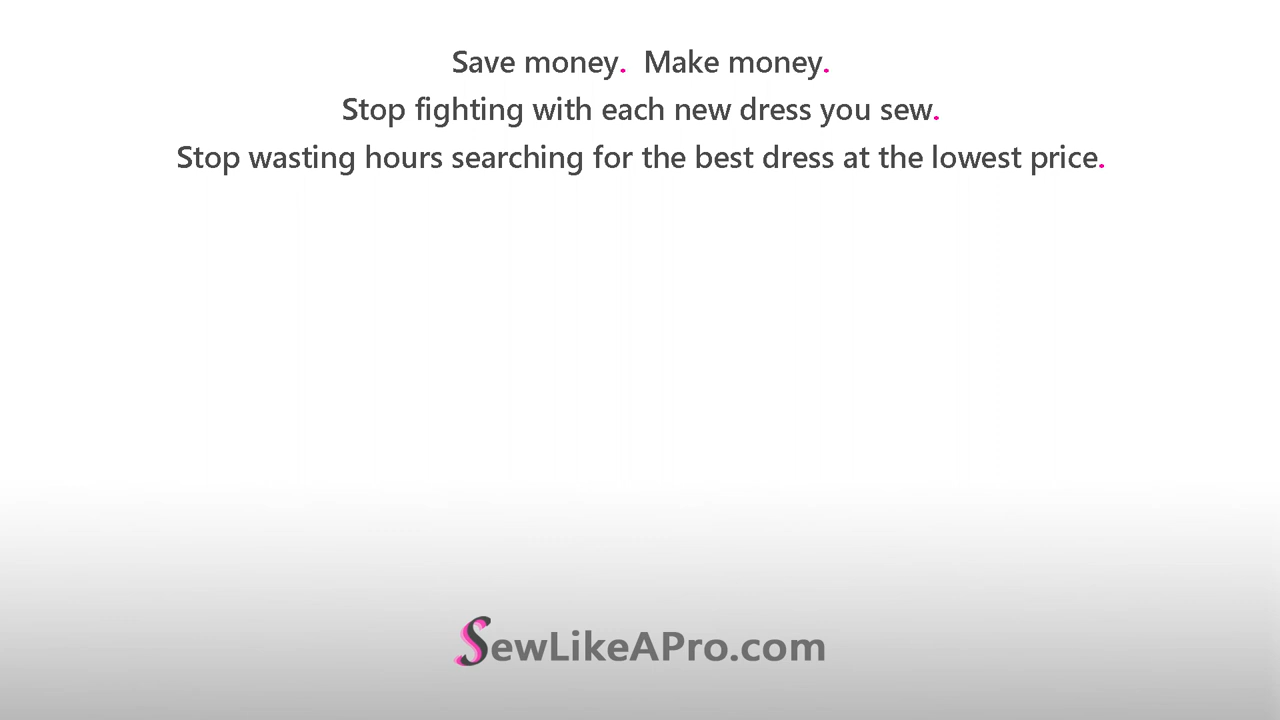 Save money.  Make money.
Stop fighting with each new dress you sew.
Stop wasting hours searching for the best dress at the lowest price.
SewLikeAPro.com